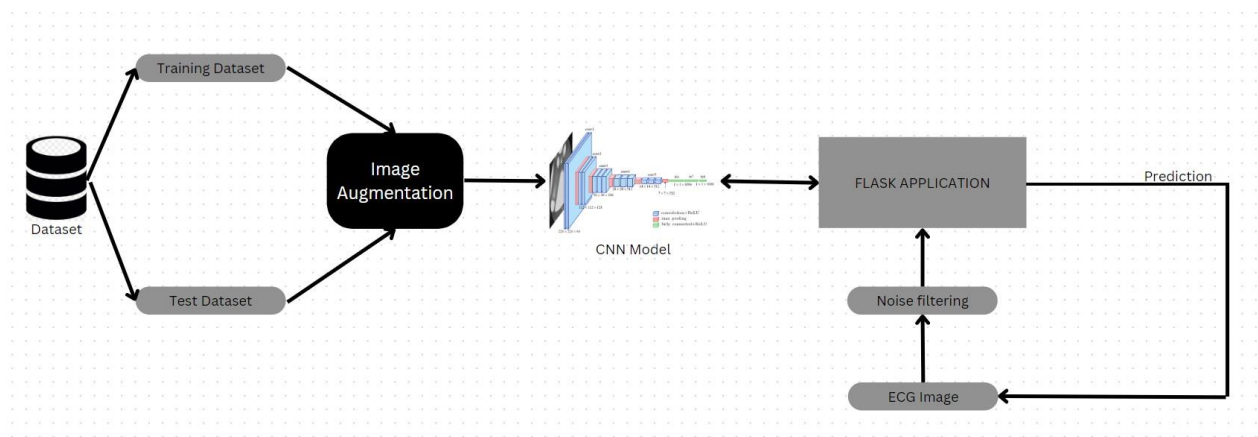 Training Dataset
Image
Augmentation
FLASK APPLICATION
Prediction
Dataset
CNN Model
Test Dataset
Noise filtering
ECG Image